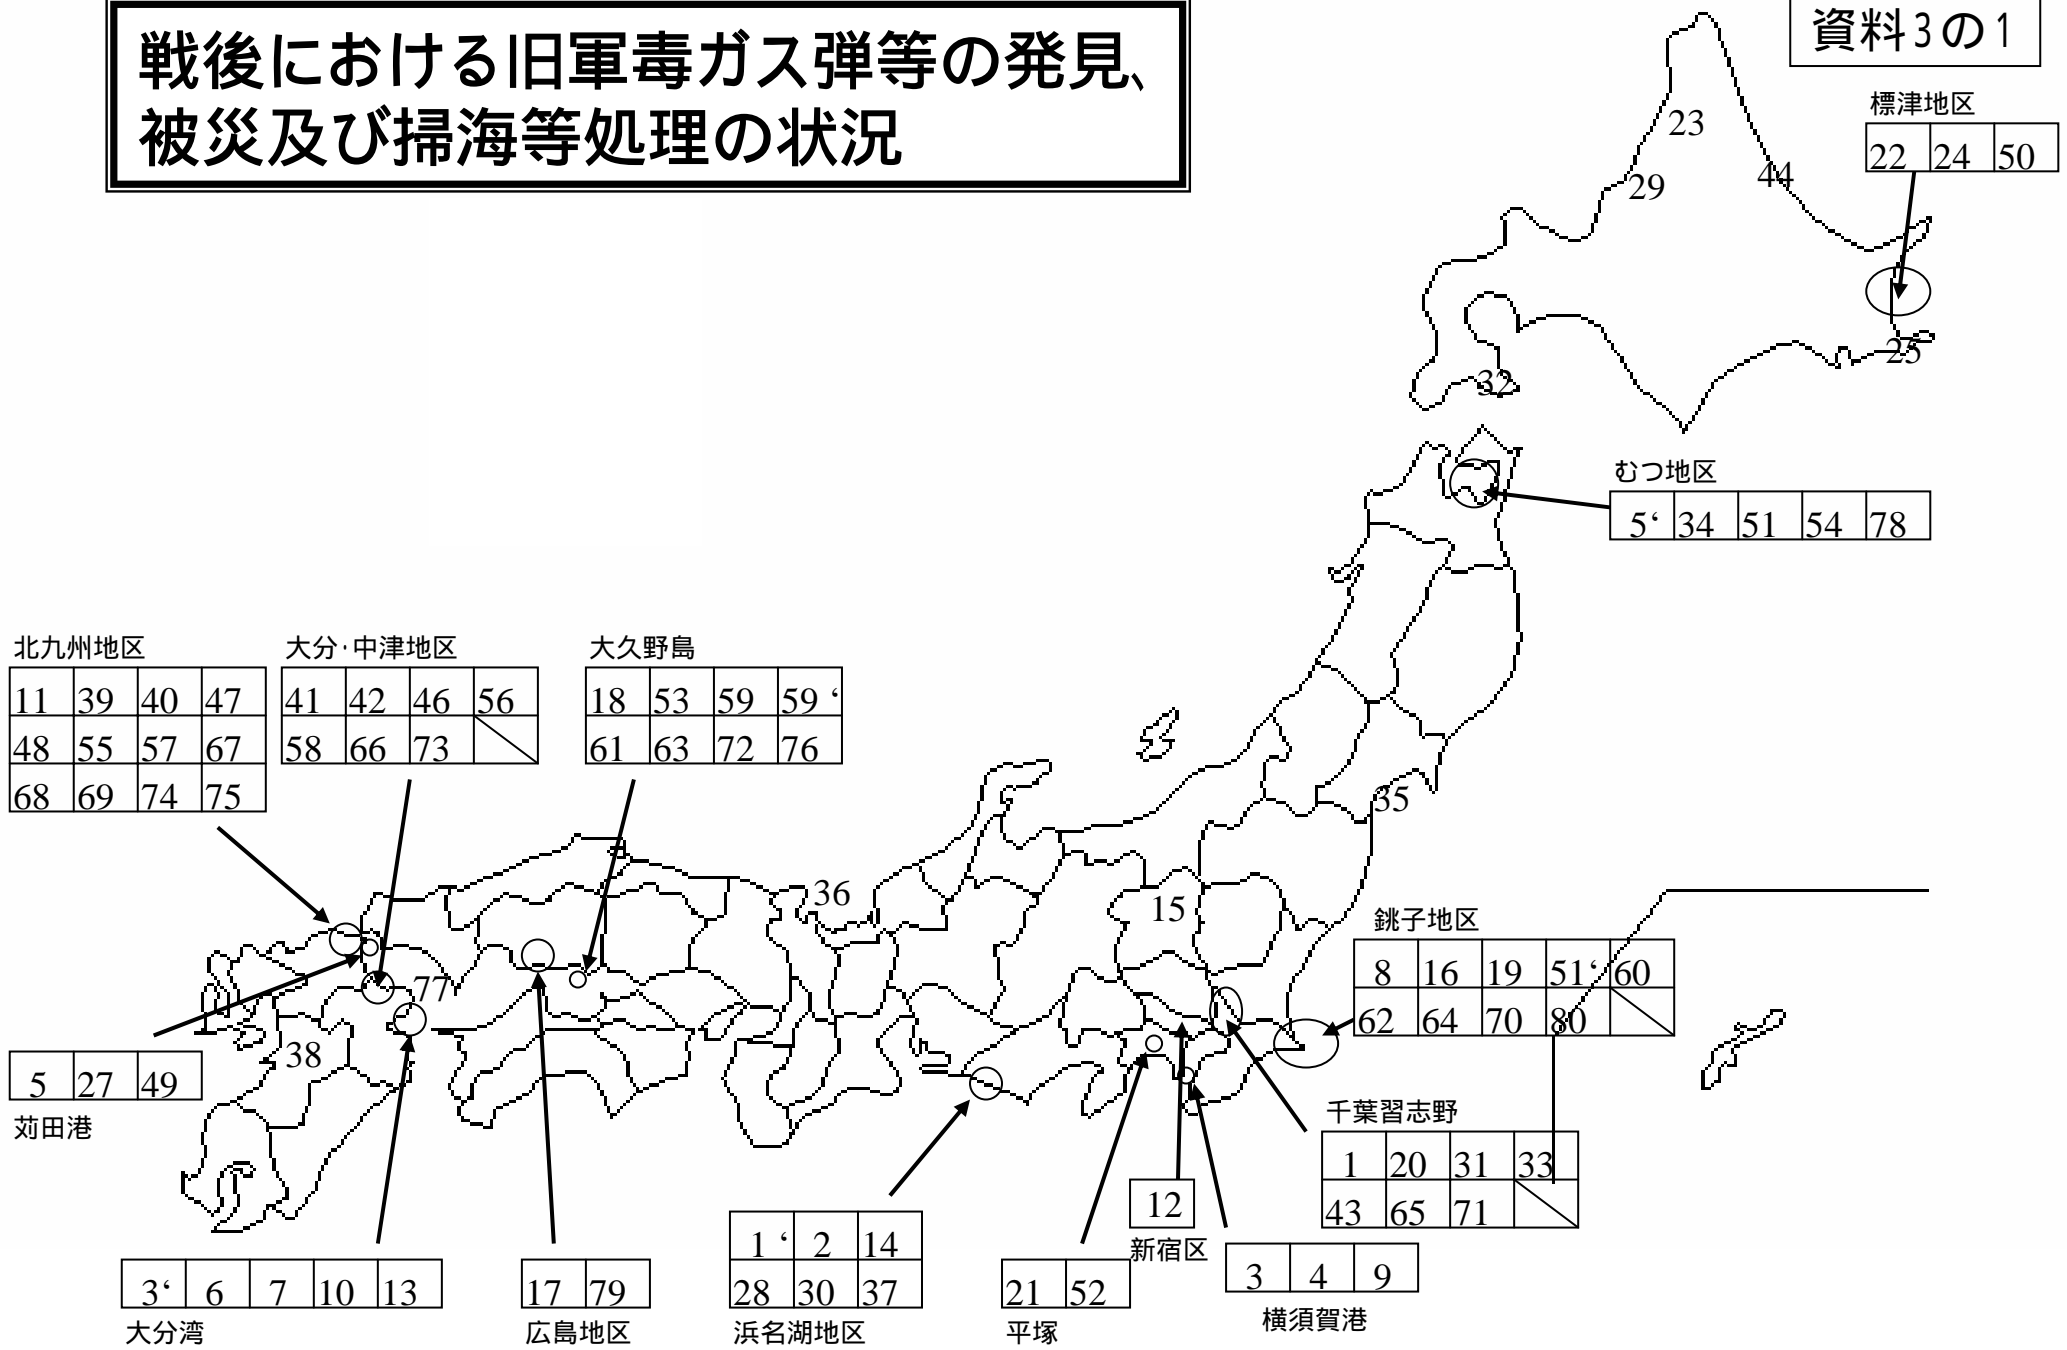 戦後における旧軍毒ガス弾等の発見、
被災及び掃海等処理の状況
資料3の1
標津地区
22 24 50
23
29
44
25
32
むつ地区
5‘ 34 51 54 78
北九州地区
11 39 40 47
48 55 57 67
68 69 74 75
大分・中津地区
41 42 46 56
58 66 73
大久野島
18 53 59 59‘
61 63 72 76
35
36
15
77
38
銚子地区
8 16 19 51‘ 60
62 64 70 80
5 27 49
苅田港
千葉習志野
1 20 31 33
43 65 71
12
新宿区
3 4 9
横須賀港
3‘ 6 7 10 13
大分湾
17 79
広島地区
1‘ 2 14
28 30 37
浜名湖地区
21 52
平塚